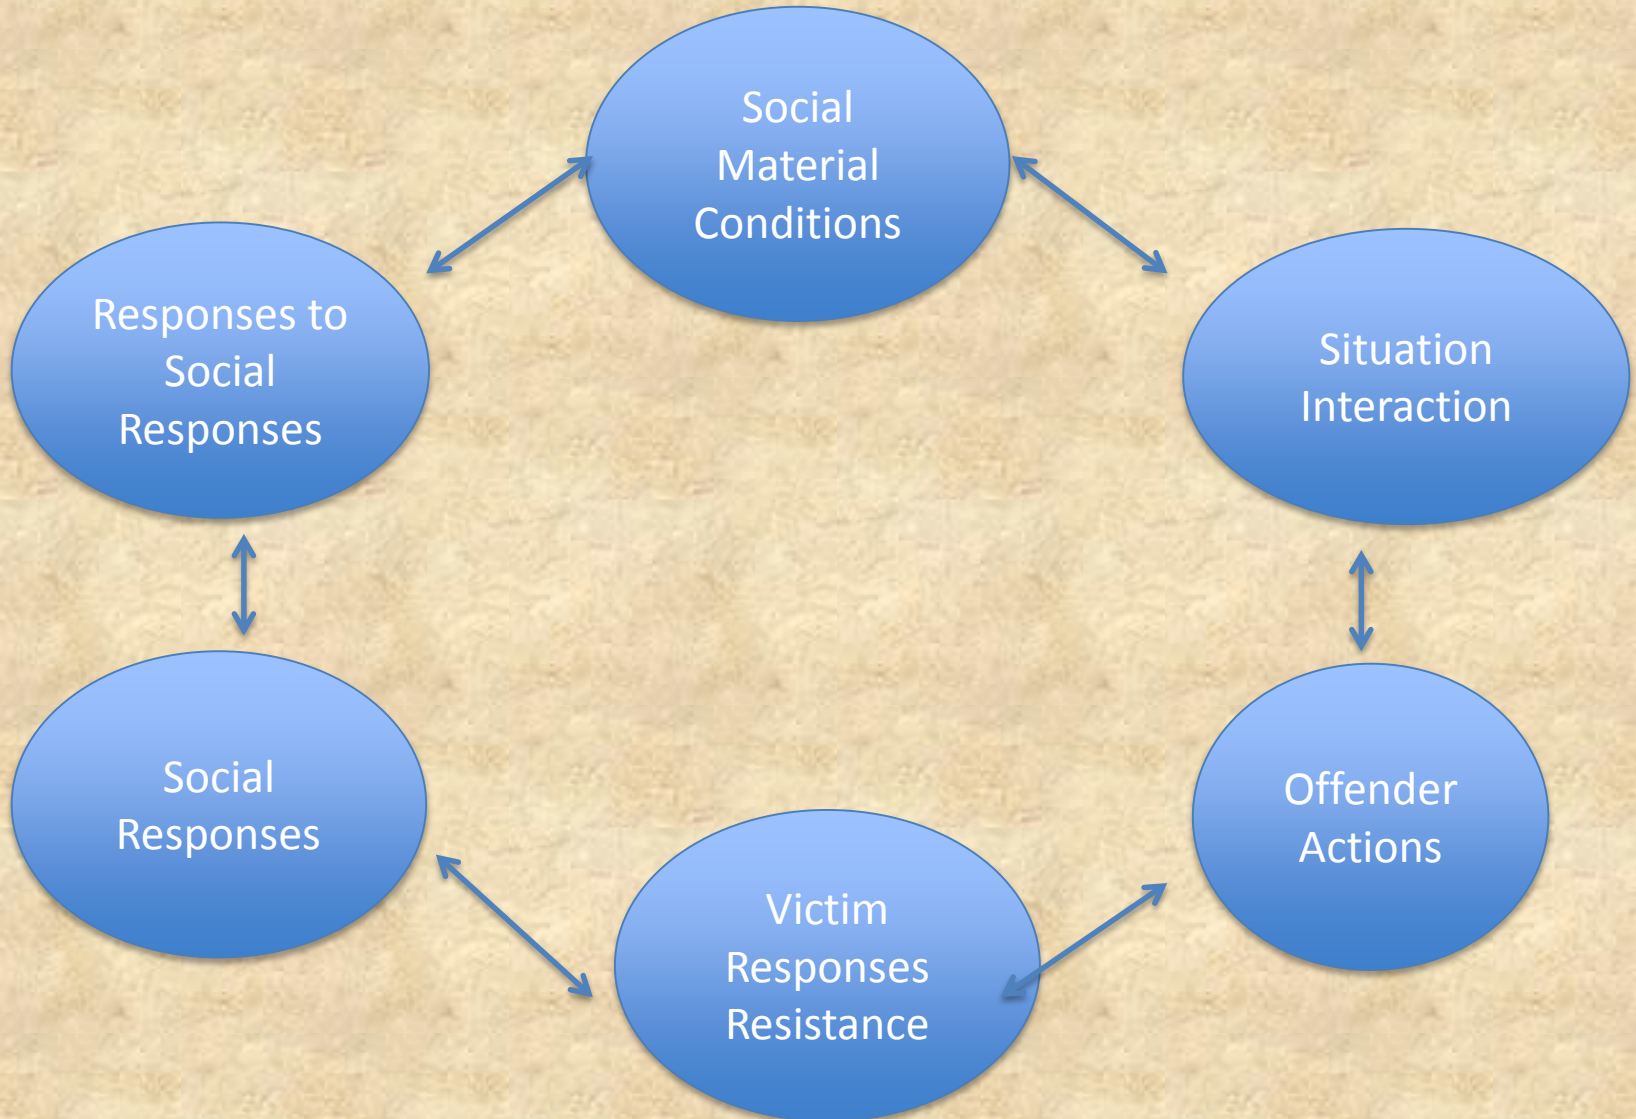 Social
Material
Conditions
Responses to
Social
Responses
Situation
Interaction
Social
Responses
Offender
Actions
Victim
Responses
Resistance